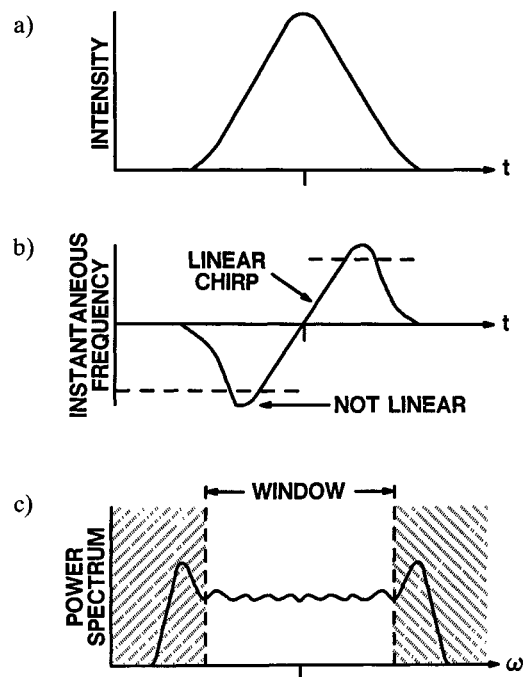 a)
INTENSITY
t
b)
INSTANTANEOUS
FREQUENCY
LINEAR
CHIRP
t
NOT LINEAR
c)
WINDOW
POWER
SPECTRUM
ω